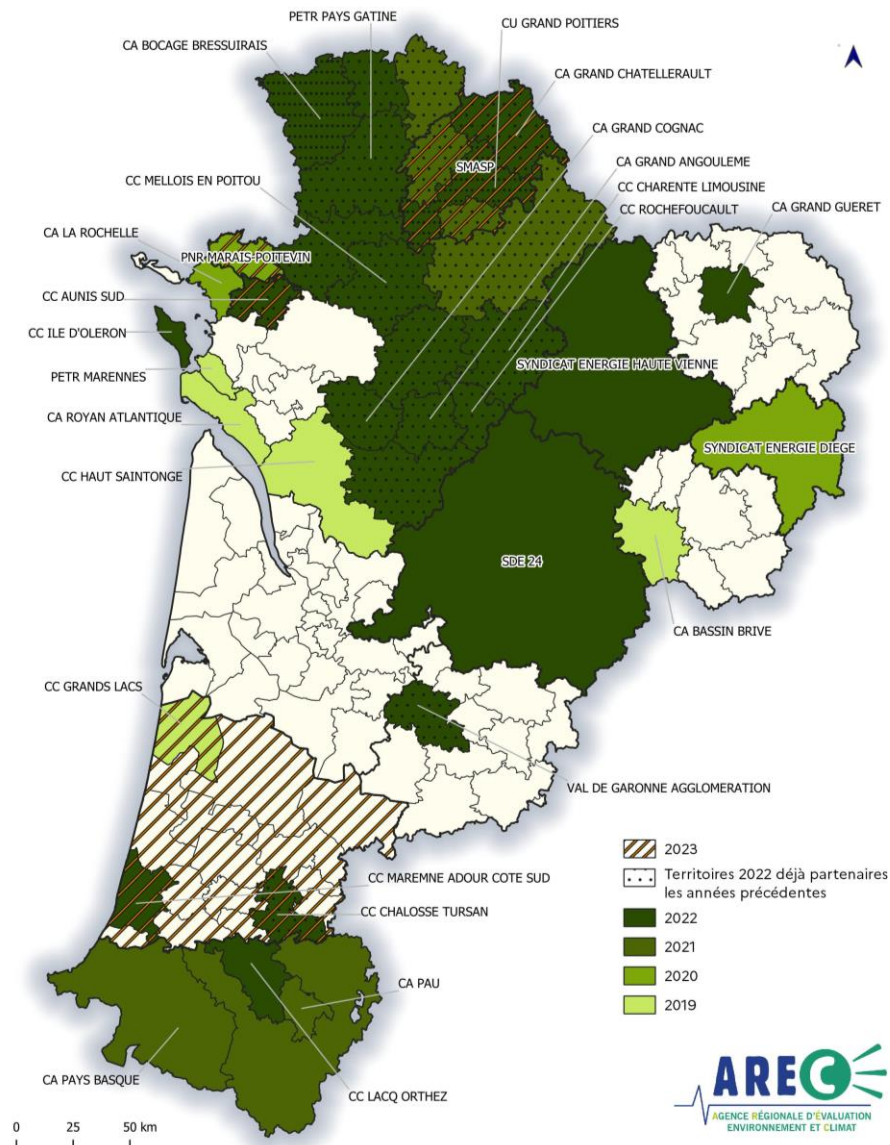 PETR PAYS GATINE
CU GRAND POITIERS
CA BOCAGE BRESSUIRAIS
CA GRAND CHATELLERAULT
CA GRAND COGNAC
SMASP
CA GRAND ANGOULEME
CC MELLOIS EN POITOU
CC CHARENTE LIMOUSINE
CC ROCHEFOUCAULT
CA GRAND GUERET
CA LA ROCHELLE
PNR MARAIS-POITEVIN
CC AUNIS SUD
CC ILE D'OLERON
SYNDICAT ENERGIE HAUTE VIENNE
PETR MARENNES
CA ROYAN ATLANTIQUE
SYNDICAT ENERGIE DIEGE
CC HAUT SAINTONGE
SDE 24
CA BASSIN BRIVE
CC GRANDS LACS
VAL DE GARONNE AGGLOMERATION
CC MAREMNE ADOUR COTE SUD
CC CHALOSSE TURSAN
CA PAU
CA PAYS BASQUE
CC LACQ ORTHEZ
2023
Territoires 2022 déjà partenaires
les années précédentes
2022
2021
2020
2019
0 25 50 km
AREC
AGENCE RÉGIONALE D'ÉVALUATION
ENVIRONNEMENT ET CLIMAT